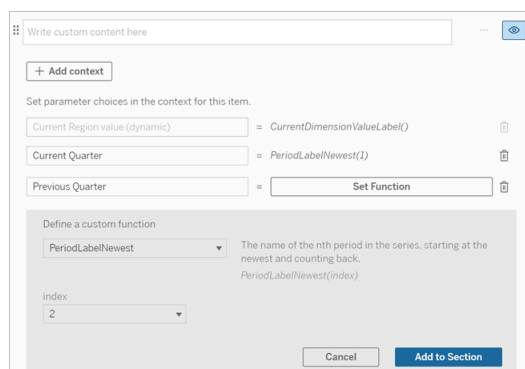 Write custom content here
...
+ Add context
Set parameter choices in the context for this item.
Current Region value (dynamic) = CurrentDimensionValueLabel()
Current Quarter = PeriodLabelNewest(1)
Previous Quarter = Set Function
Define a custom function
PeriodLabelNewest
The name of the nth period in the series, starting at the
newest and counting back.
PeriodLabelNewest(index)
index
2
Cancel Add to Section